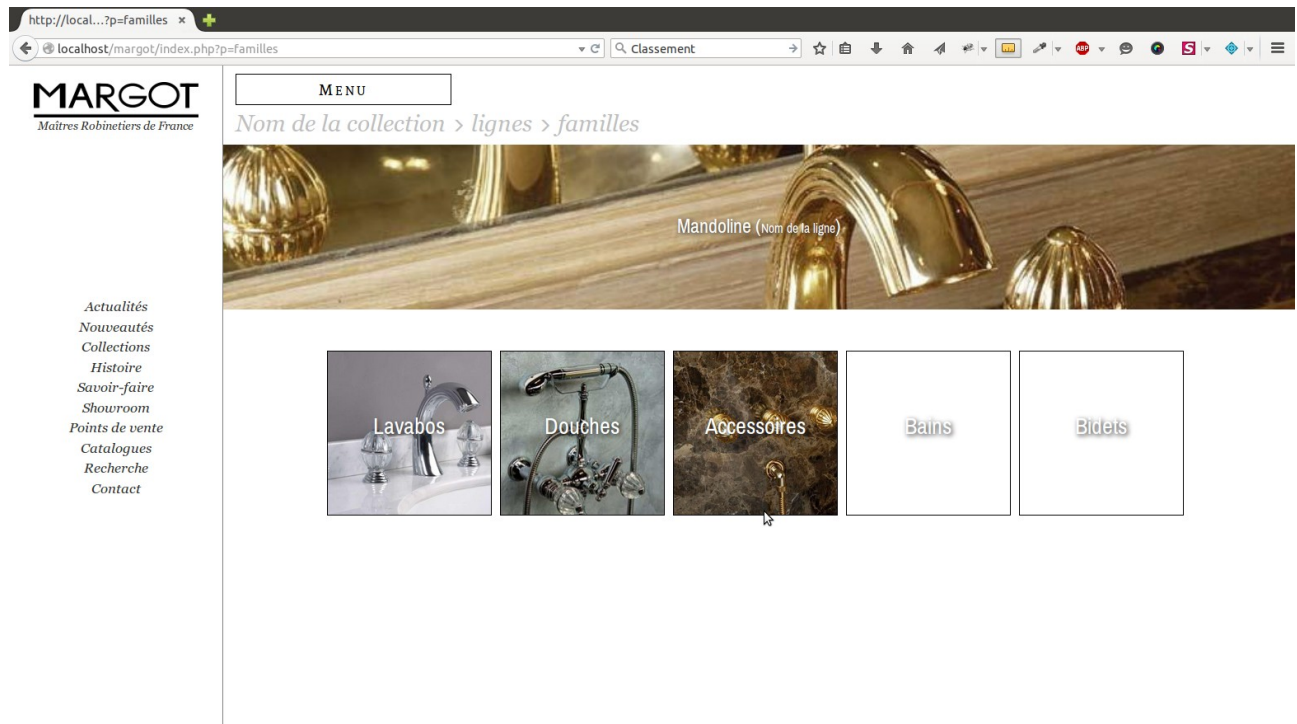 http://local...?p=familles
localhost/margot/index.php?p=familles
Classement
ABP
S
MARGOT
Maîtres Robinetiers de France
MENU
Nom de la collection > lignes > familles
Mandoline (Nom de la ligne)
Actualités
Nouveautés
Collections
Histoire
Savoir-faire
Showroom
Points de vente
Catalogues
Recherche
Contact
Lavabos
Douches
Accessoires
Bains
Bidets